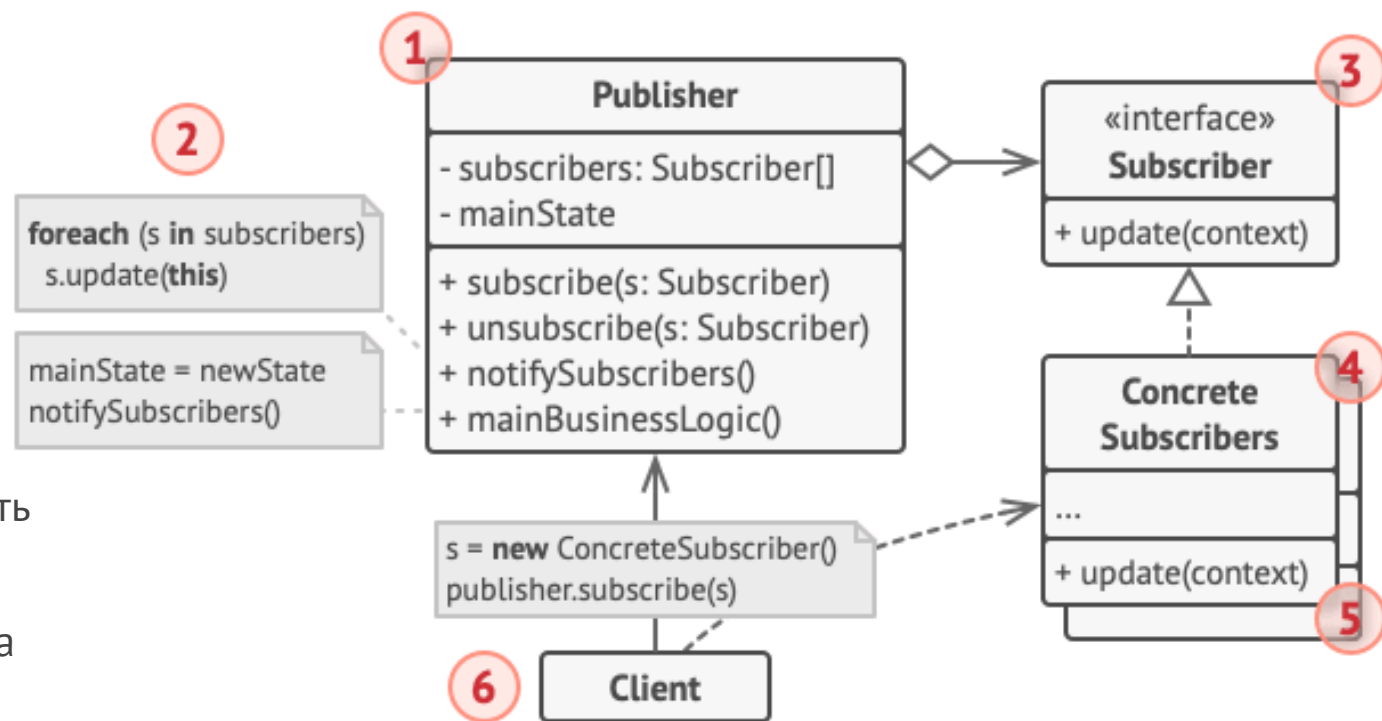 1
Publisher
- subscribers: Subscriber[]
- mainState
+ subscribe(s: Subscriber)
+ unsubscribe(s: Subscriber)
+ notifySubscribers()
+ mainBusinessLogic()
2
foreach (s in subscribers)
s.update(this)
mainState = newState
notifySubscribers()
3
«interface»
Subscriber
+ update(context)
4
Concrete
Subscribers
...
+ update(context)
5
ть
а
s = new ConcreteSubscriber()
publisher.subscribe(s)
6
Client